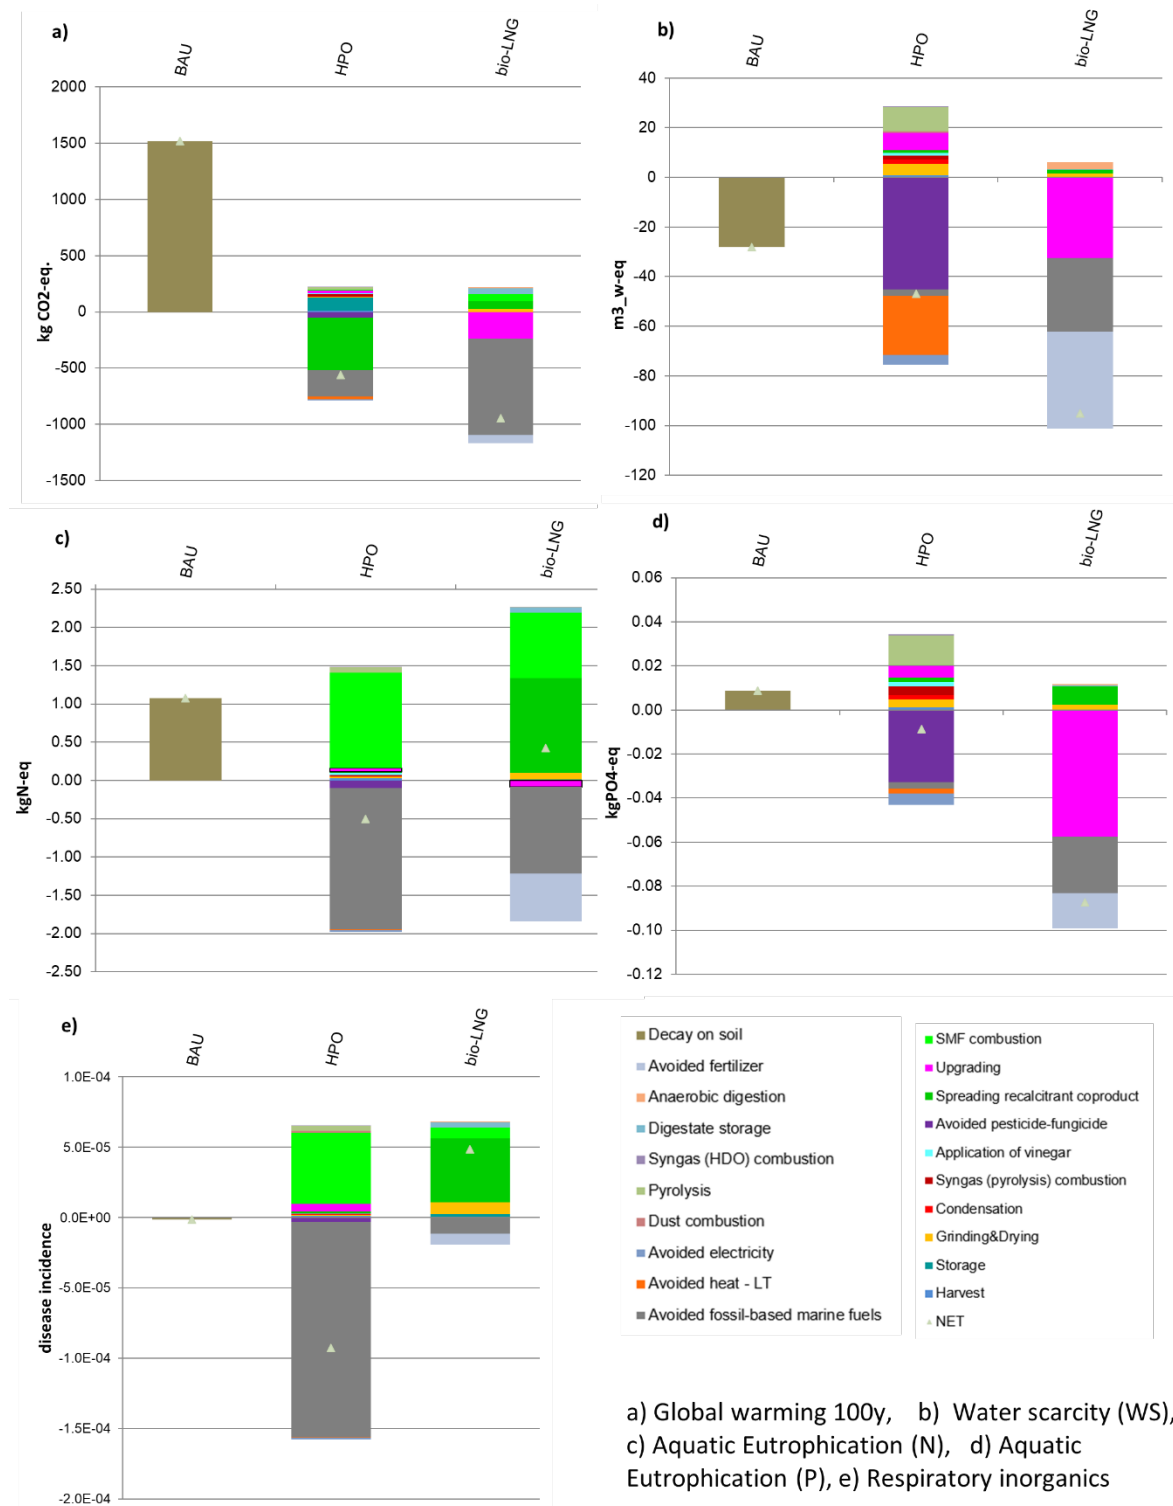 a)
BAU
HPO
bio-LNG
2000
1500
1000
500
0
-500
-1000
-1500
kg CO2-eq.
b)
BAU
HPO
bio-LNG
40
20
0
-20
-40
-60
-80
-100
-120
m3_w-eq
c)
BAU
HPO
bio-LNG
2.50
2.00
1.50
1.00
0.50
0.00
-0.50
-1.00
-1.50
-2.00
-2.50
kgN-eq
d)
BAU
HPO
bio-LNG
0.06
0.04
0.02
0.00
-0.02
-0.04
-0.06
-0.08
-0.10
-0.12
kgPO4-eq
e)
BAU
HPO
bio-LNG
1.0E-04
5.0E-05
0.0E+00
-5.0E-05
-1.0E-04
-1.5E-04
-2.0E-04
disease incidence
Decay on soil
Avoided fertilizer
Anaerobic digestion
Digestate storage
Syngas (HDO) combustion
Pyrolysis
Dust combustion
Avoided electricity
Avoided heat - LT
Avoided fossil-based marine fuels
SMF combustion
Upgrading
Spreading recalcitrant coproduct
Avoided pesticide-fungicide
Application of vinegar
Syngas (pyrolysis) combustion
Condensation
Grinding&Drying
Storage
Harvest
NET
a) Global warming 100y, b) Water scarcity (WS),
c) Aquatic Eutrophication (N), d) Aquatic
Eutrophication (P), e) Respiratory inorganics